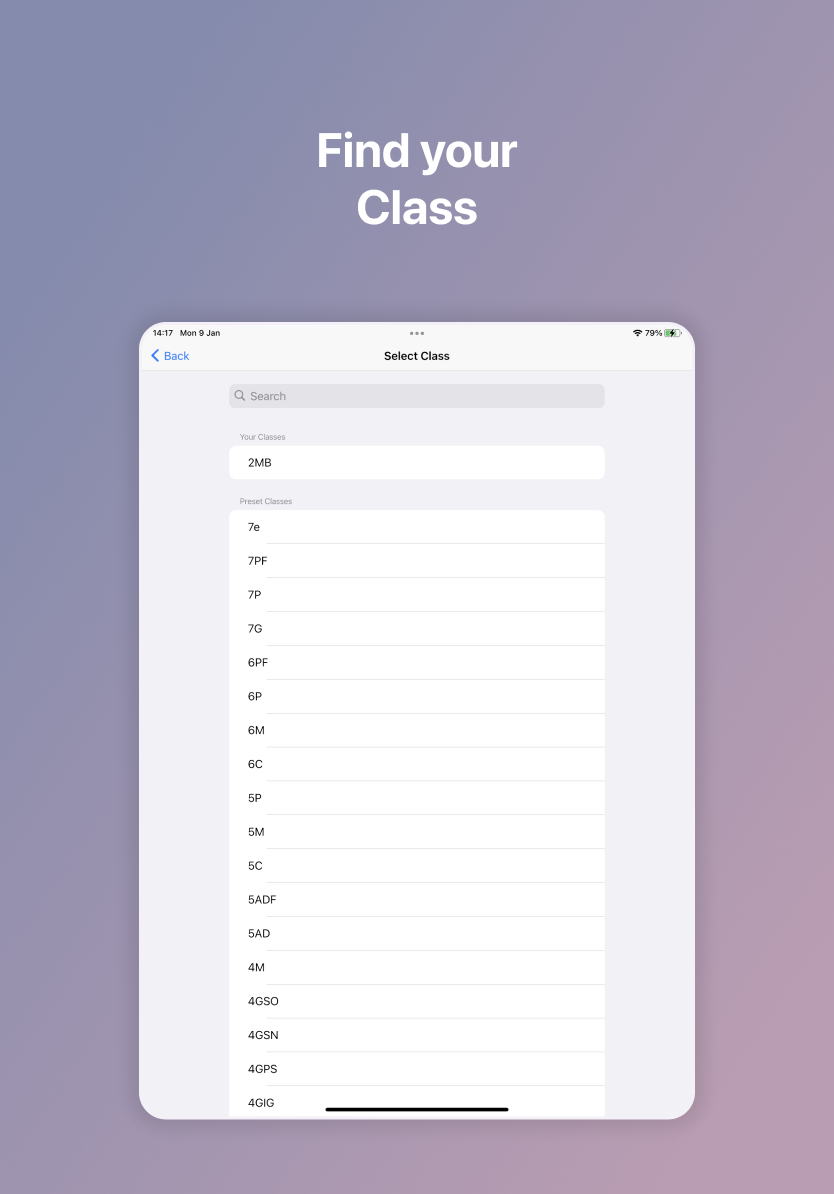 Find your
Class
14:17 Mon 9 Jan
79%
Back
Select Class
Search
Your Classes
2MB
Preset Classes
7e
7PF
7P
7G
6PF
6P
6M
6C
5P
5M
5C
5ADF
5AD
4M
4GSO
4GSN
4GPS
4GIG